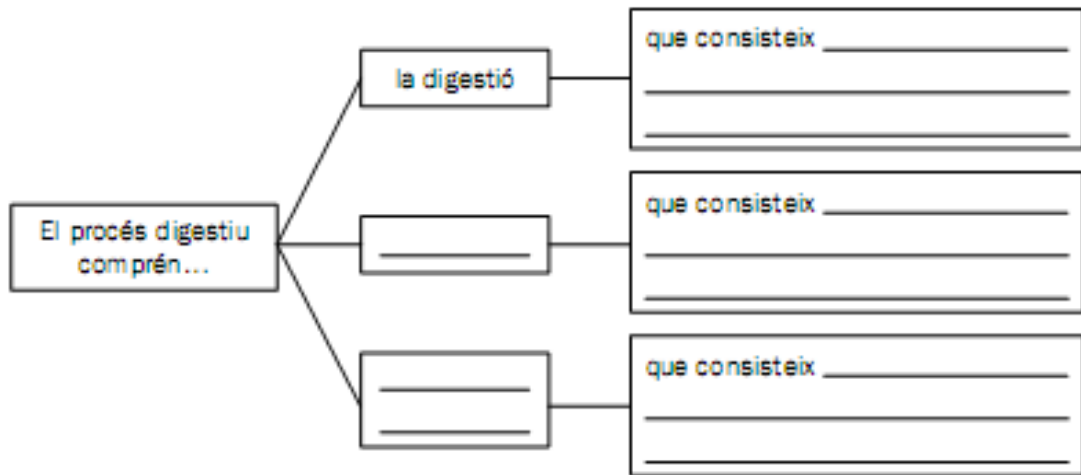 que consisteix
la digestió
El procés digestiu
comprén...
que consisteix
que consisteix